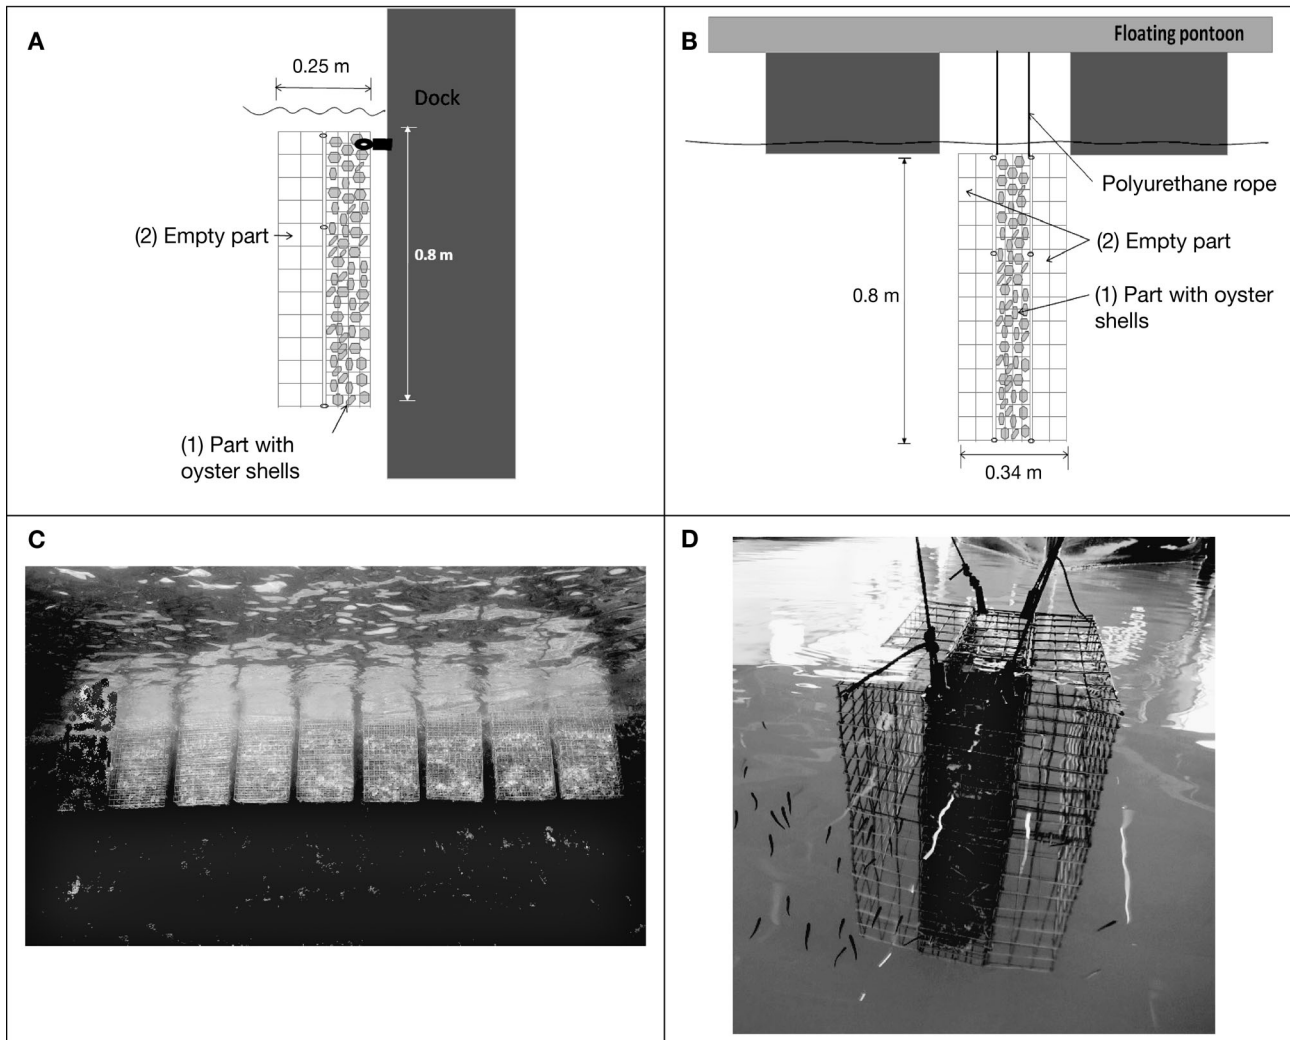 A
0.25 m
Dock
(2) Empty part
0.8 m
(1) Part with
oyster shells
B
Floating pontoon
Polyurethane rope
(2) Empty part
0.8 m
(1) Part with oyster
shells
0.34 m
C
D